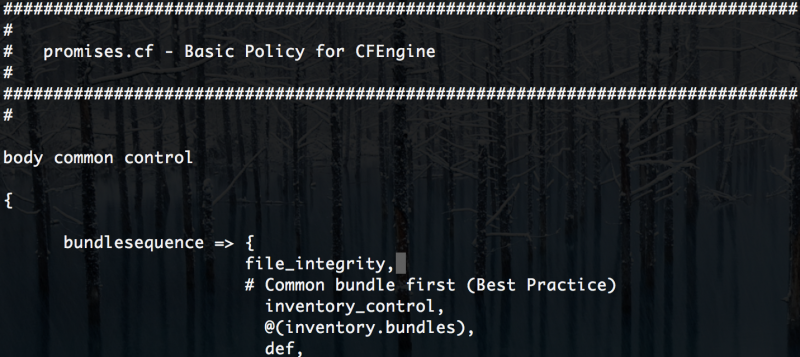 ################################################################################
#
#   promises.cf - Basic Policy for CFEngine
#
################################################################################
#
body common control
{
bundlesequence => {
file_integrity,
# Common bundle first (Best Practice)
inventory_control,
@(inventory.bundles),
def,